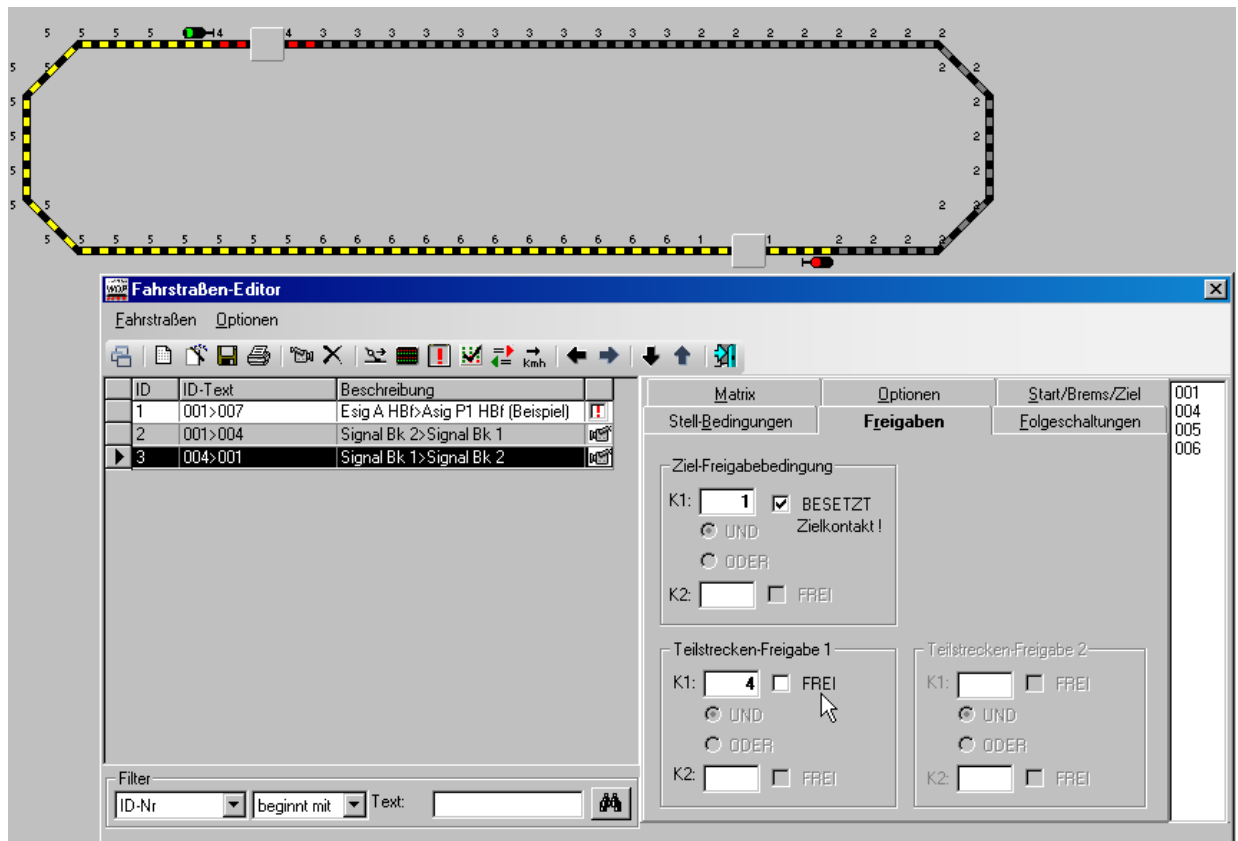 5 5 5 5 4 4 3 3 3 3 3 3 3 3 3 3 3 2 2 2 2 2 2 2 2
5 5 2 2
5 2
5 2
5 2
5 5 2 2
5 5 5 5 5 5 5 5 6 6 6 6 6 6 6 6 6 6 6 1 1 2 2 2 2
WDP Fahrstraßen-Editor
Fahrstraßen Optionen
Kmh
ID ID-Text Beschreibung
1 001>007 Esig A HBf>Asig P1 HBf (Beispiel)
2 001>004 Signal Bk 2>Signal Bk 1
3 004>001 Signal Bk 1>Signal Bk 2
Filter
ID-Nr beginnt mit Text:
Matrix Optionen Start/Brems/Ziel
Stell-Bedingungen Freigaben Folgeschaltungen
Ziel-Freigabebedingung
K1: 1 BESETZT
UND Zielkontakt !
ODER
K2: FREI
Teilstrecken-Freigabe 1
K1: 4 FREI
UND
ODER
K2: FREI
Teilstrecken-Freigabe 2
K1: FREI
UND
ODER
K2: FREI
001
004
005
006